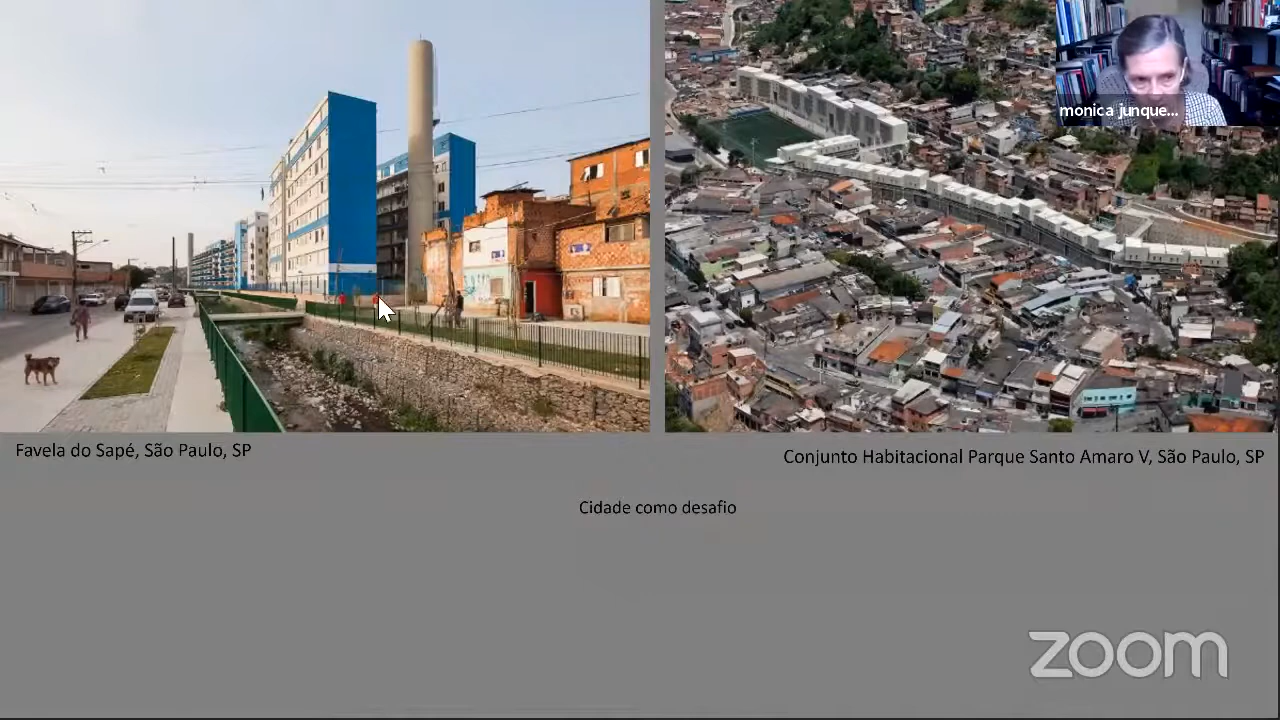 monica junque...
Favela do Sapé, São Paulo, SP
Conjunto Habitacional Parque Santo Amaro V, São Paulo, SP
Cidade como desafio
zoom